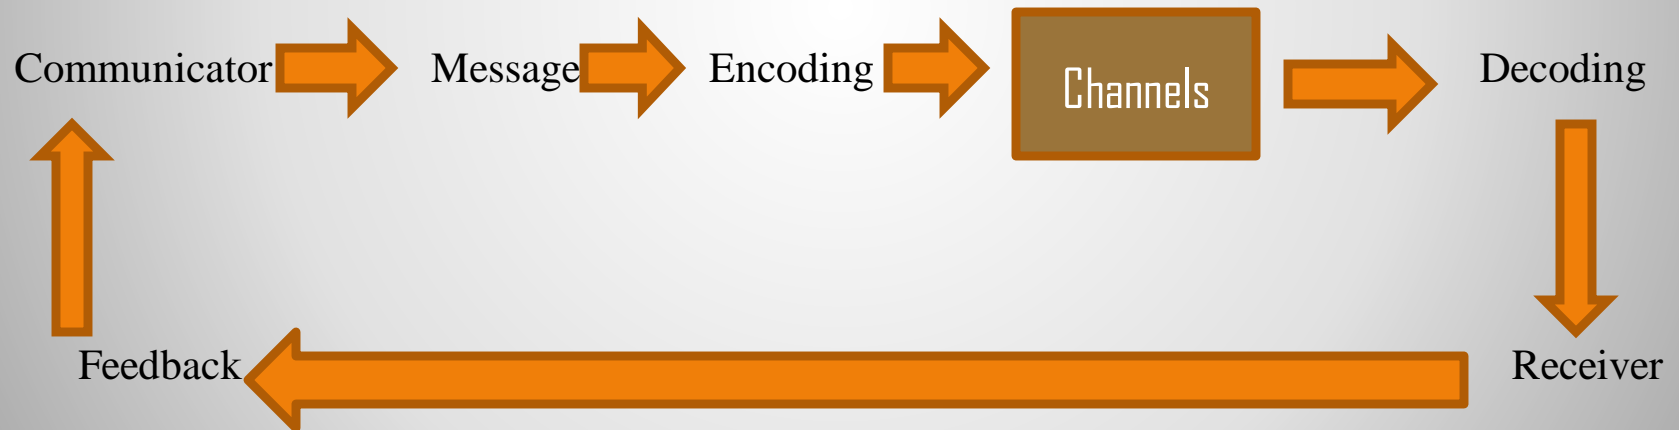 Communicator
Message
Encoding
Channels
Decoding
Feedback
Receiver